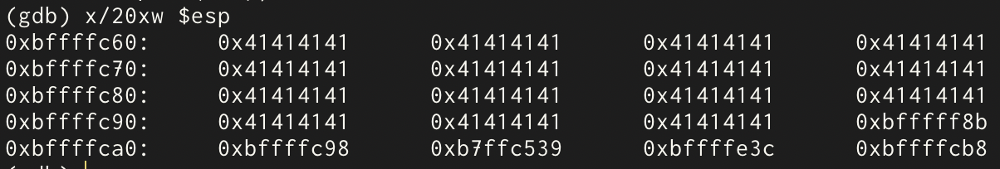 (gdb) x/20xw $esp
0xbffffc60: 0x41414141 0x41414141 0x41414141 0x41414141
0xbffffc70: 0x41414141 0x41414141 0x41414141 0x41414141
0xbffffc80: 0x41414141 0x41414141 0x41414141 0x41414141
0xbffffc90: 0x41414141 0x41414141 0x41414141 0xbfffff8b
0xbffffca0: 0xbffffc98 0xb7ffc539 0xbffffe3c 0xbffffcb8
(gdb)